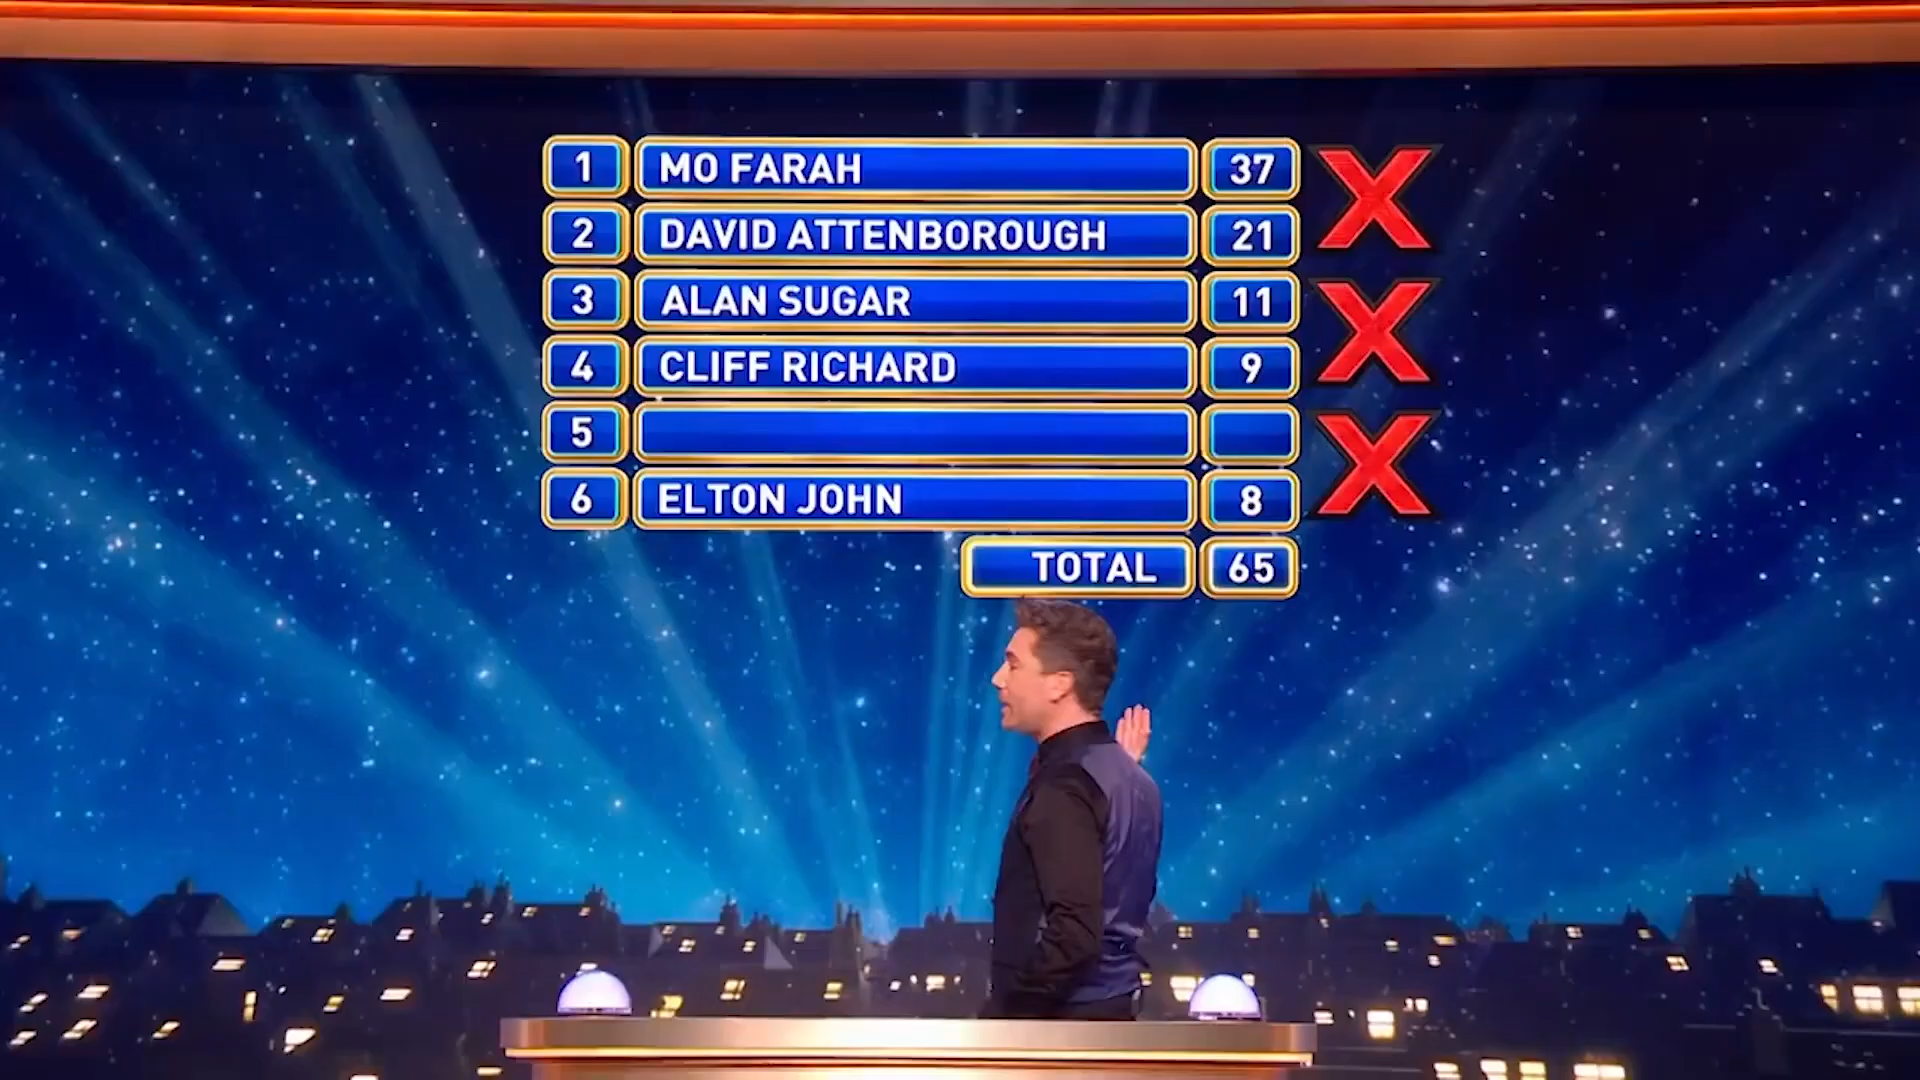 1 MO FARAH 37
2 DAVID ATTENBOROUGH 21
3 ALAN SUGAR 11
4 CLIFF RICHARD 9
5
6 ELTON JOHN 8
TOTAL 65